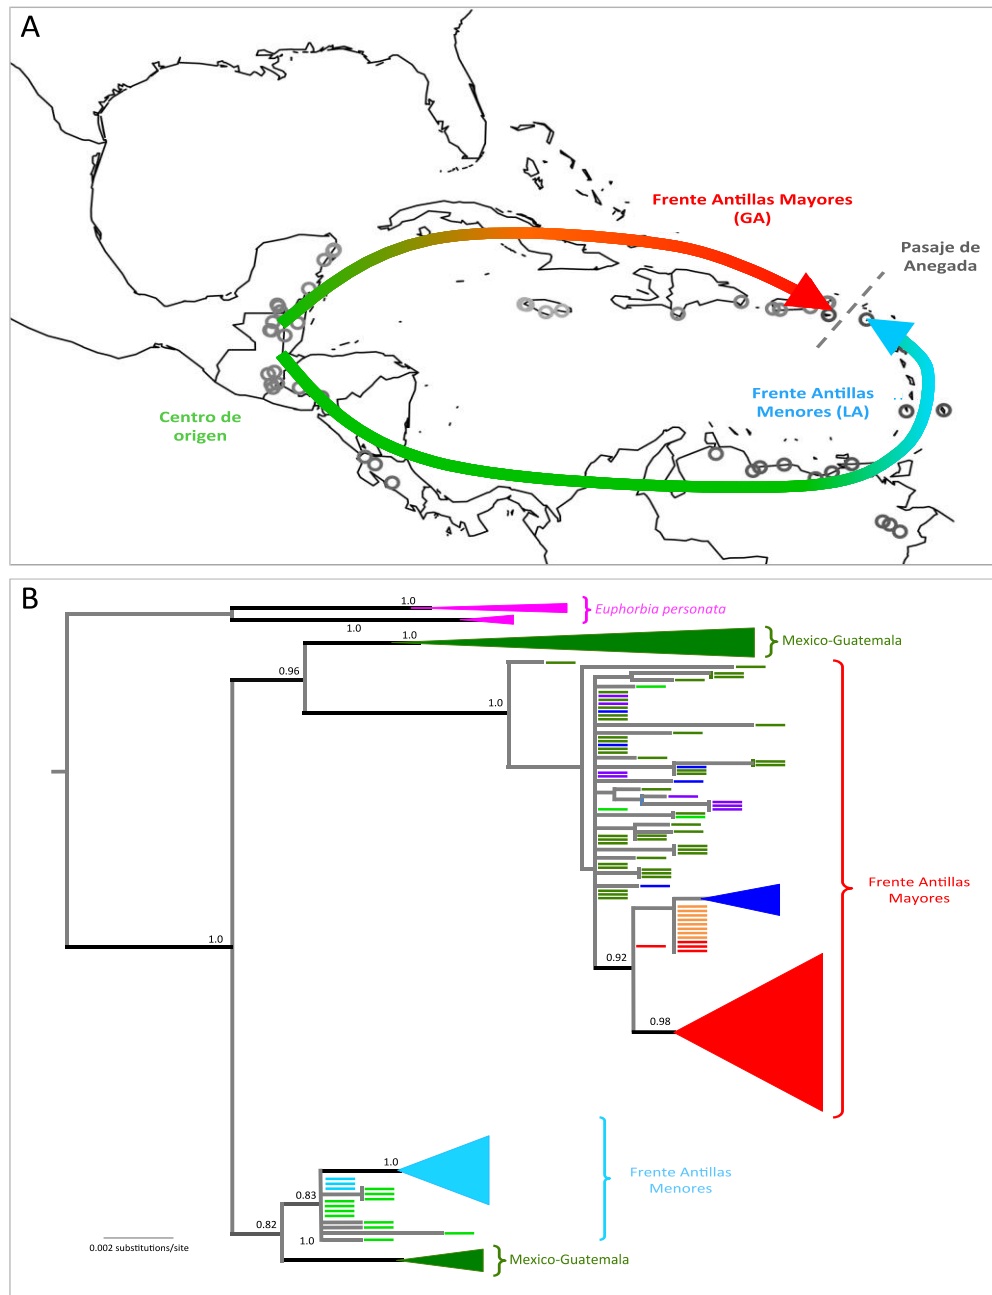 A
Frente Antillas Mayores
(GA)
Pasaje de
Anegada
Frente Antillas
Menores (LA)
Centro de
origen
B
1.0
Euphorbia personata
1.0
1.0
Mexico-Guatemala
0.96
1.0
Frente Antillas
Mayores
1.0
0.92
0.98
1.0
Frente Antillas
Menores
0.83
0.82
1.0
0.002 substitutions/site
Mexico-Guatemala